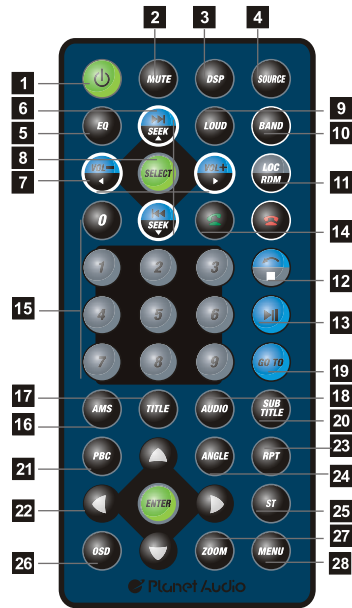 2 3 4
1 MUTE DSP SOURCE
6 9
5 EQ SEEK LOUD BAND 10
8 VOL SELECT VOL LOC RDM
7 11
0 SEEK 14
1 2 3 12
15 4 5 6 13
7 8 9 GO TO 19
17 18
AMS TITLE AUDIO SUB TITLE
16 20
PBC ANGLE RPT 23
21 24
22 ENTER ST 25
27
OSD ZOOM MENU
26 28
Planet Audio